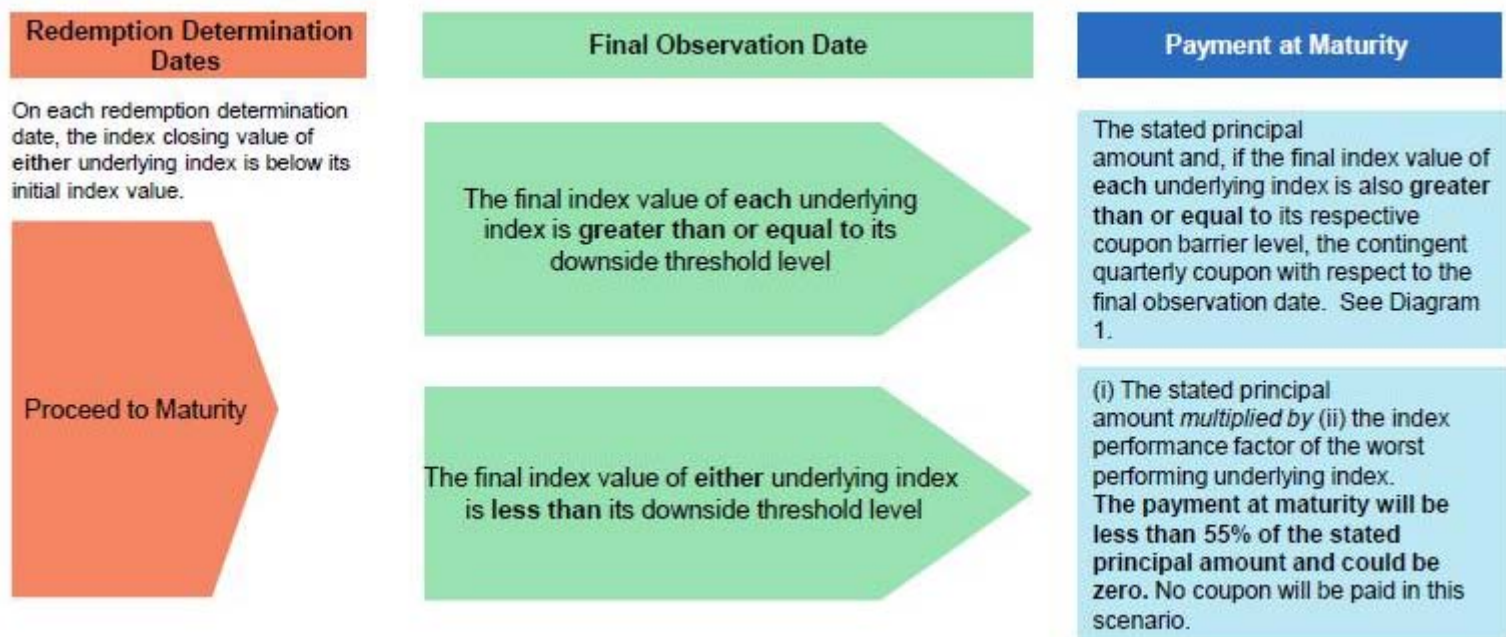 Redemption Determination
Dates
On each redemption determination
date, the index closing value of
either underlying index is below its
initial index value.
Proceed to Maturity
Final Observation Date
The final index value of each underlying
index is greater than or equal to its
downside threshold level
The final index value of either underlying index
is less than its downside threshold level
Payment at Maturity
The stated principal
amount and, if the final index value of
each underlying index is also greater
than or equal to its respective
coupon barrier level, the contingent
quarterly coupon with respect to the
final observation date.  See Diagram
1.
(i) The stated principal
amount multiplied by (ii) the index
performance factor of the worst
performing underlying index.
The payment at maturity will be
less than 55% of the stated
principal amount and could be
zero. No coupon will be paid in this
scenario.